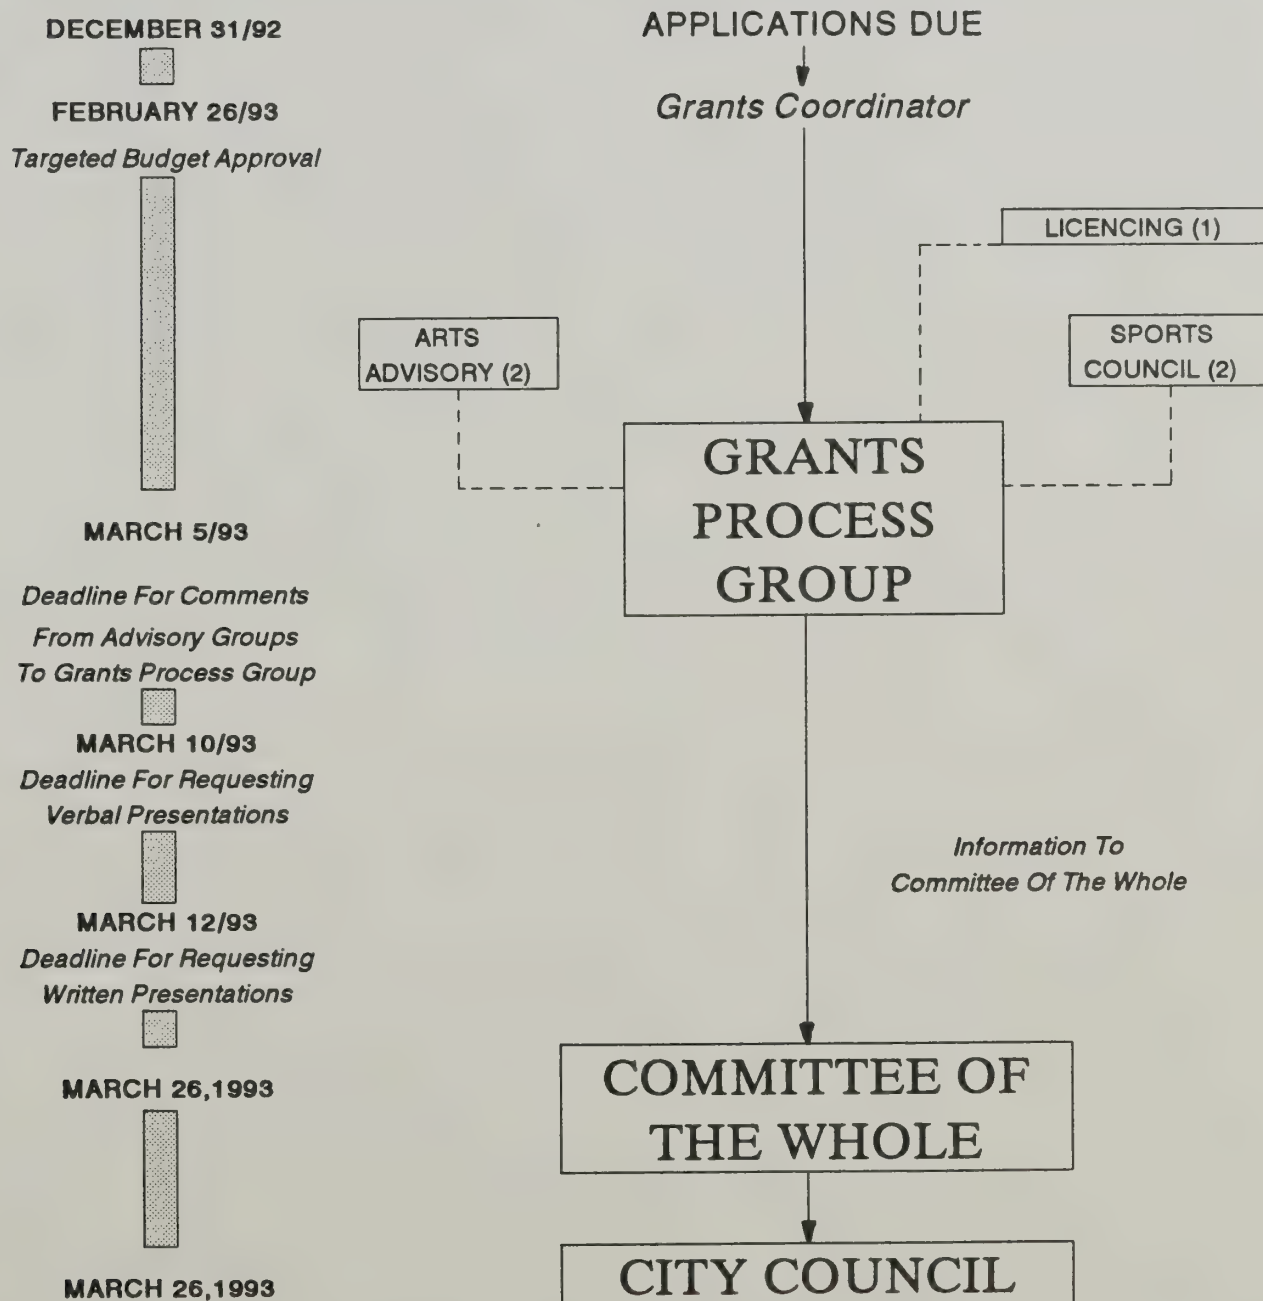 DECEMBER 31/92
FEBRUARY 26/93
Targeted Budget Approval
MARCH 5/93
Deadline For Comments
From Advisory Groups
To Grants Process Group
MARCH 10/93
Deadline For Requesting
Verbal Presentations
MARCH 12/93
Deadline For Requesting
Written Presentations
MARCH 26,1993
MARCH 26,1993
APPLICATIONS DUE
Grants Coordinator
LICENCING (1)
ARTS
ADVISORY (2)
SPORTS
COUNCIL (2)
GRANTS
PROCESS
GROUP
Information To
Committee Of The Whole
COMMITTEE OF
THE WHOLE
CITY COUNCIL